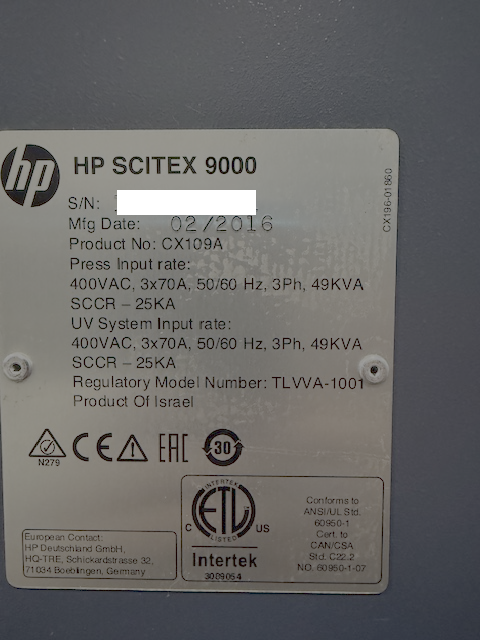 hp
HP SCITEX 9000
S/N:
Mfg Date: 02/2016
Product No: CX109A
Press Input rate:
400VAC, 3x70A, 50/60 Hz, 3Ph, 49KVA
SCCR – 25KA
UV System Input rate:
400VAC, 3x70A, 50/60 Hz, 3Ph, 49KVA
SCCR – 25KA
Regulatory Model Number: TLVVA-1001
Product Of Israel
CX196-01860
N279
CE
EAC
30
European Contact:
HP Deutschland GmbH,
HQ-TRE, Schickardstrasse 32,
71034 Boeblingen, Germany
INTERTEK
ETL
LISTED
C US
Intertek
3089054
Conforms to
ANSI/UL Std.
60950-1
Cert. to
CAN/CSA
Std. C22.2
NO. 60950-1-07